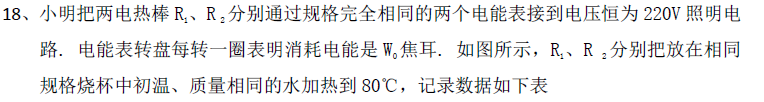 18、小明把两电热棒 R₁、R ₂分别通过规格完全相同的两个电能表接到电压恒为 220V 照明电
路．电能表转盘每转一圈表明消耗电能是 W₀焦耳．如图所示，R₁、R ₂分别把放在相同
规格烧杯中初温、质量相同的水加热到 80℃，记录数据如下表